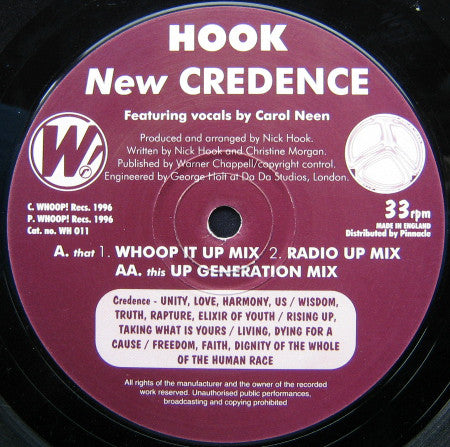 HOOK
New CREDENCE
Featuring vocals by Carol Neen
Produced and arranged by Nick Hook.
Written by Nick Hook and Christine Morgan.
Published by Warner Chappell/copyright control.
Engineered by George Holt at Da Da Studios, London.
W!
R
C. WHOOP! Recs. 1996
P. WHOOP! Recs. 1996
Cat. no. WH 011
33rpm
MADE IN ENGLAND
Distributed by Pinnacle
A. that 1. WHOOP IT UP MIX 2. RADIO UP MIX
AA. this UP GENERATION MIX
Credence - UNITY, LOVE, HARMONY, US / WISDOM,
TRUTH, RAPTURE, ELIXIR OF YOUTH / RISING UP,
TAKING WHAT IS YOURS / LIVING, DYING FOR A
CAUSE / FREEDOM, FAITH, DIGNITY OF THE WHOLE
OF THE HUMAN RACE
All rights of the manufacturer and the owner of the recorded
work reserved. Unauthorised public performances,
broadcasting and copying prohibited